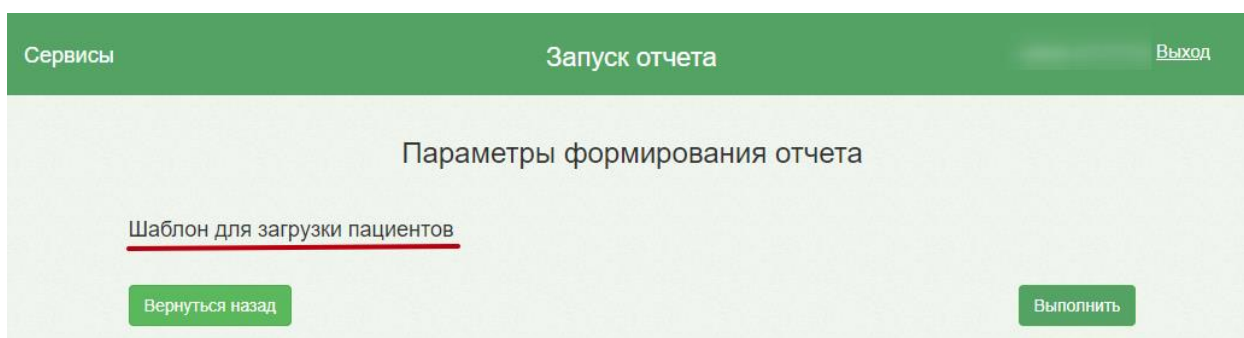 Сервисы
Запуск отчета
Выход
Параметры формирования отчета
Шаблон для загрузки пациентов
Вернуться назад
Выполнить